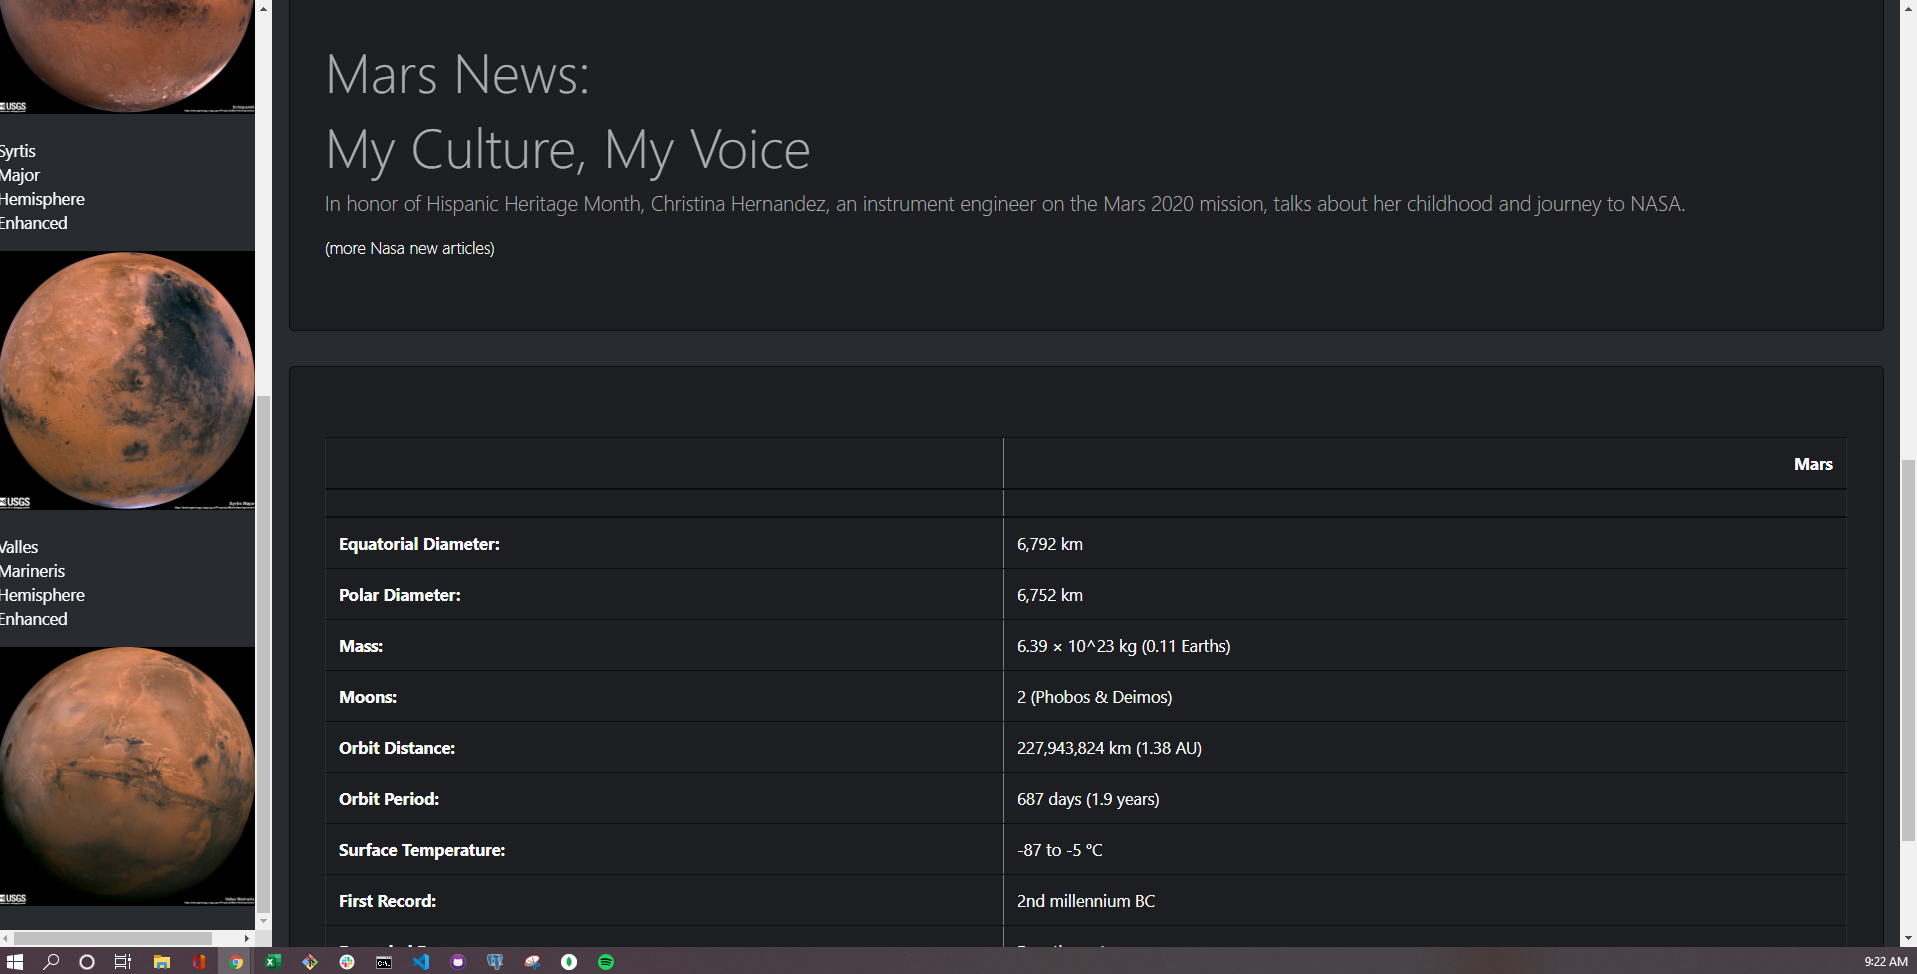 USGS
Syrtis
Major
Hemisphere
Enhanced
USGS
Syrtis Major
Valles
Marineris
Hemisphere
Enhanced
USGS
Valles Marineris
Mars News:
My Culture, My Voice
In honor of Hispanic Heritage Month, Christina Hernandez, an instrument engineer on the Mars 2020 mission, talks about her childhood and journey to NASA.
(more Nasa new articles)
Mars
Equatorial Diameter: 6,792 km
Polar Diameter: 6,752 km
Mass: 6.39 × 10^23 kg (0.11 Earths)
Moons: 2 (Phobos & Deimos)
Orbit Distance: 227,943,824 km (1.38 AU)
Orbit Period: 687 days (1.9 years)
Surface Temperature: -87 to -5 °C
First Record: 2nd millennium BC
9:22 AM